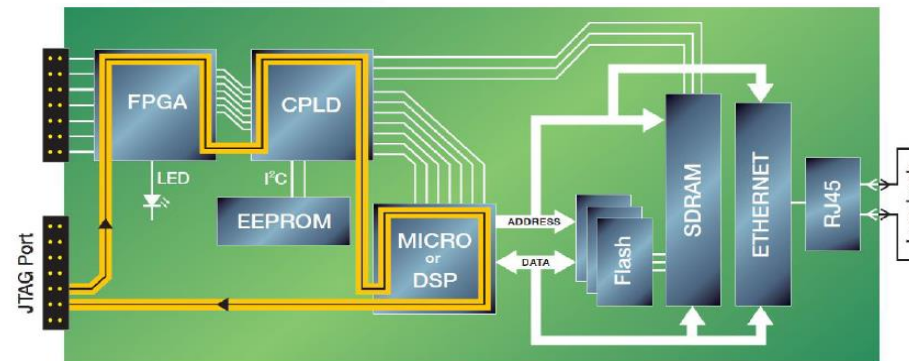 FPGA
CPLD
LED
I²C
EEPROM
JTAG Port
MICRO
or
DSP
ADDRESS
DATA
Flash
SDRAM
ETHERNET
RJ45